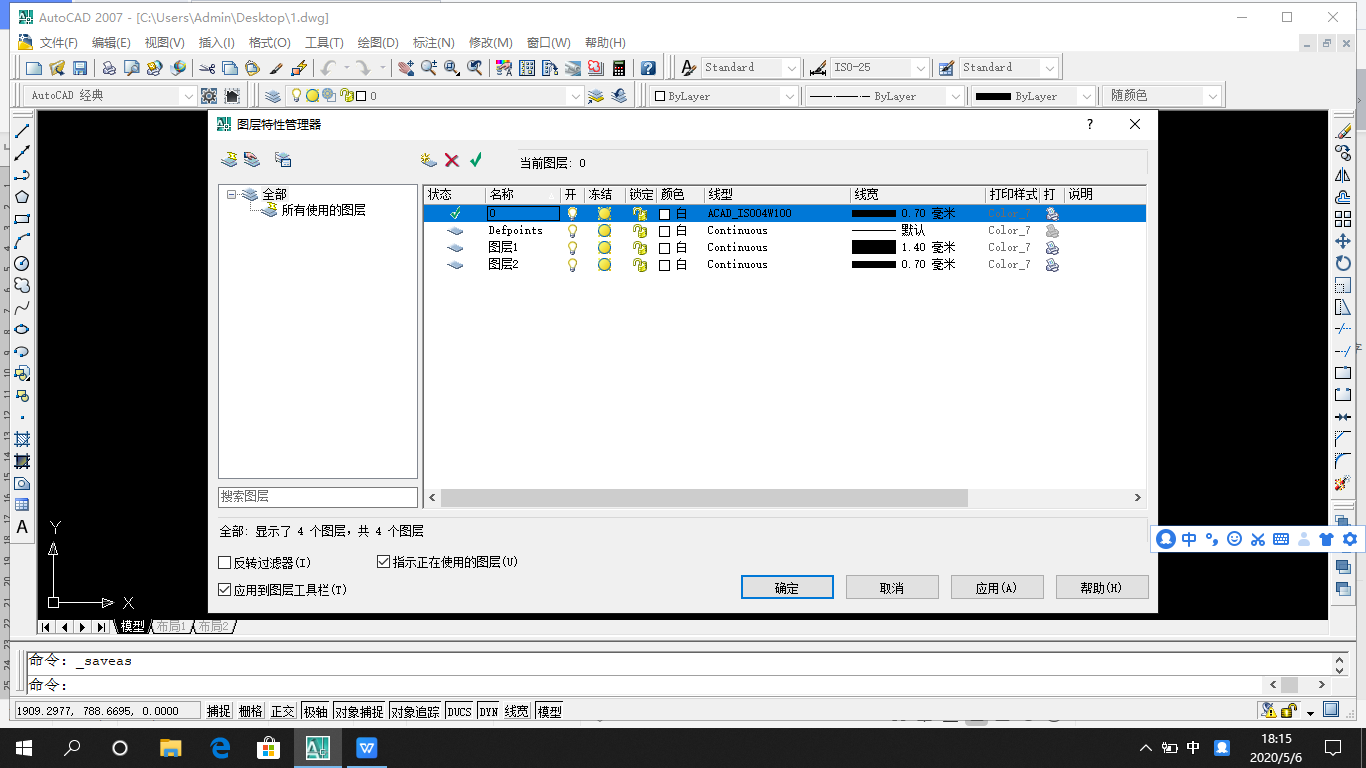 AutoCAD 2007 - [C:\Users\Admin\Desktop\1.dwg]
文件(F) 编辑(E) 视图(V) 插入(I) 格式(O) 工具(T) 绘图(D) 标注(N) 修改(M) 窗口(W) 帮助(H)
Standard ISO-25 Standard
AutoCAD 经典 0 ByLayer ByLayer ByLayer 随颜色
图层特性管理器 ?
当前图层: 0
全部
所有使用的图层
状态 名称 开 冻结 锁定 颜色 线型 线宽 打印样式 打 说明
0 白 ACAD_ISO04W100 0.70 毫米 Color_7
Defpoints 白 Continuous 默认 Color_7
图层1 白 Continuous 1.40 毫米 Color_7
图层2 白 Continuous 0.70 毫米 Color_7
搜索图层
全部: 显示了 4 个图层，共 4 个图层
反转过滤器(I) 指示正在使用的图层(U)
应用到图层工具栏(T)
确定 取消 应用(A) 帮助(H)
A
Y
X
中
模型 布局1 布局2
命令: _saveas
命令:
1909.2977, 788.6695, 0.0000 捕捉 栅格 正交 极轴 对象捕捉 对象追踪 DUCS DYN 线宽 模型
中
18:15
2020/5/6